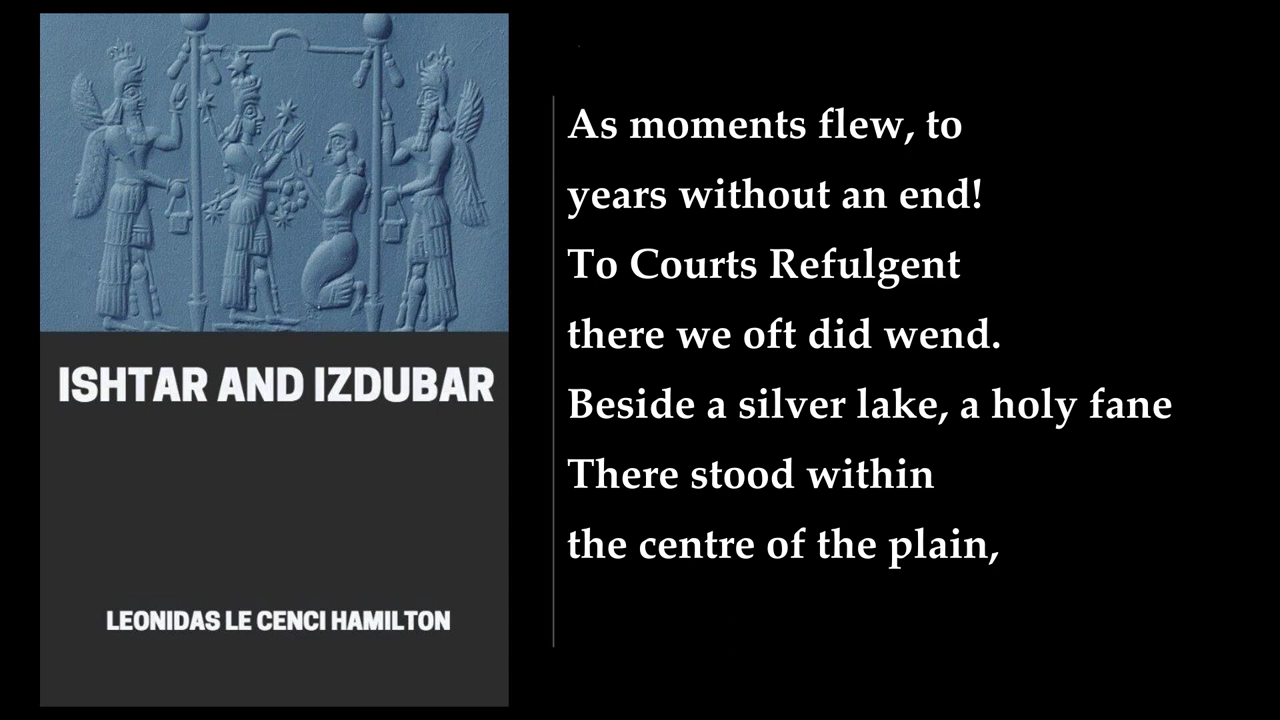 ISHTAR AND IZDUBAR
LEONIDAS LE CENCI HAMILTON
As moments flew, to
years without an end!
To Courts Refulgent
there we oft did wend.
Beside a silver lake, a holy fane
There stood within
the centre of the plain,